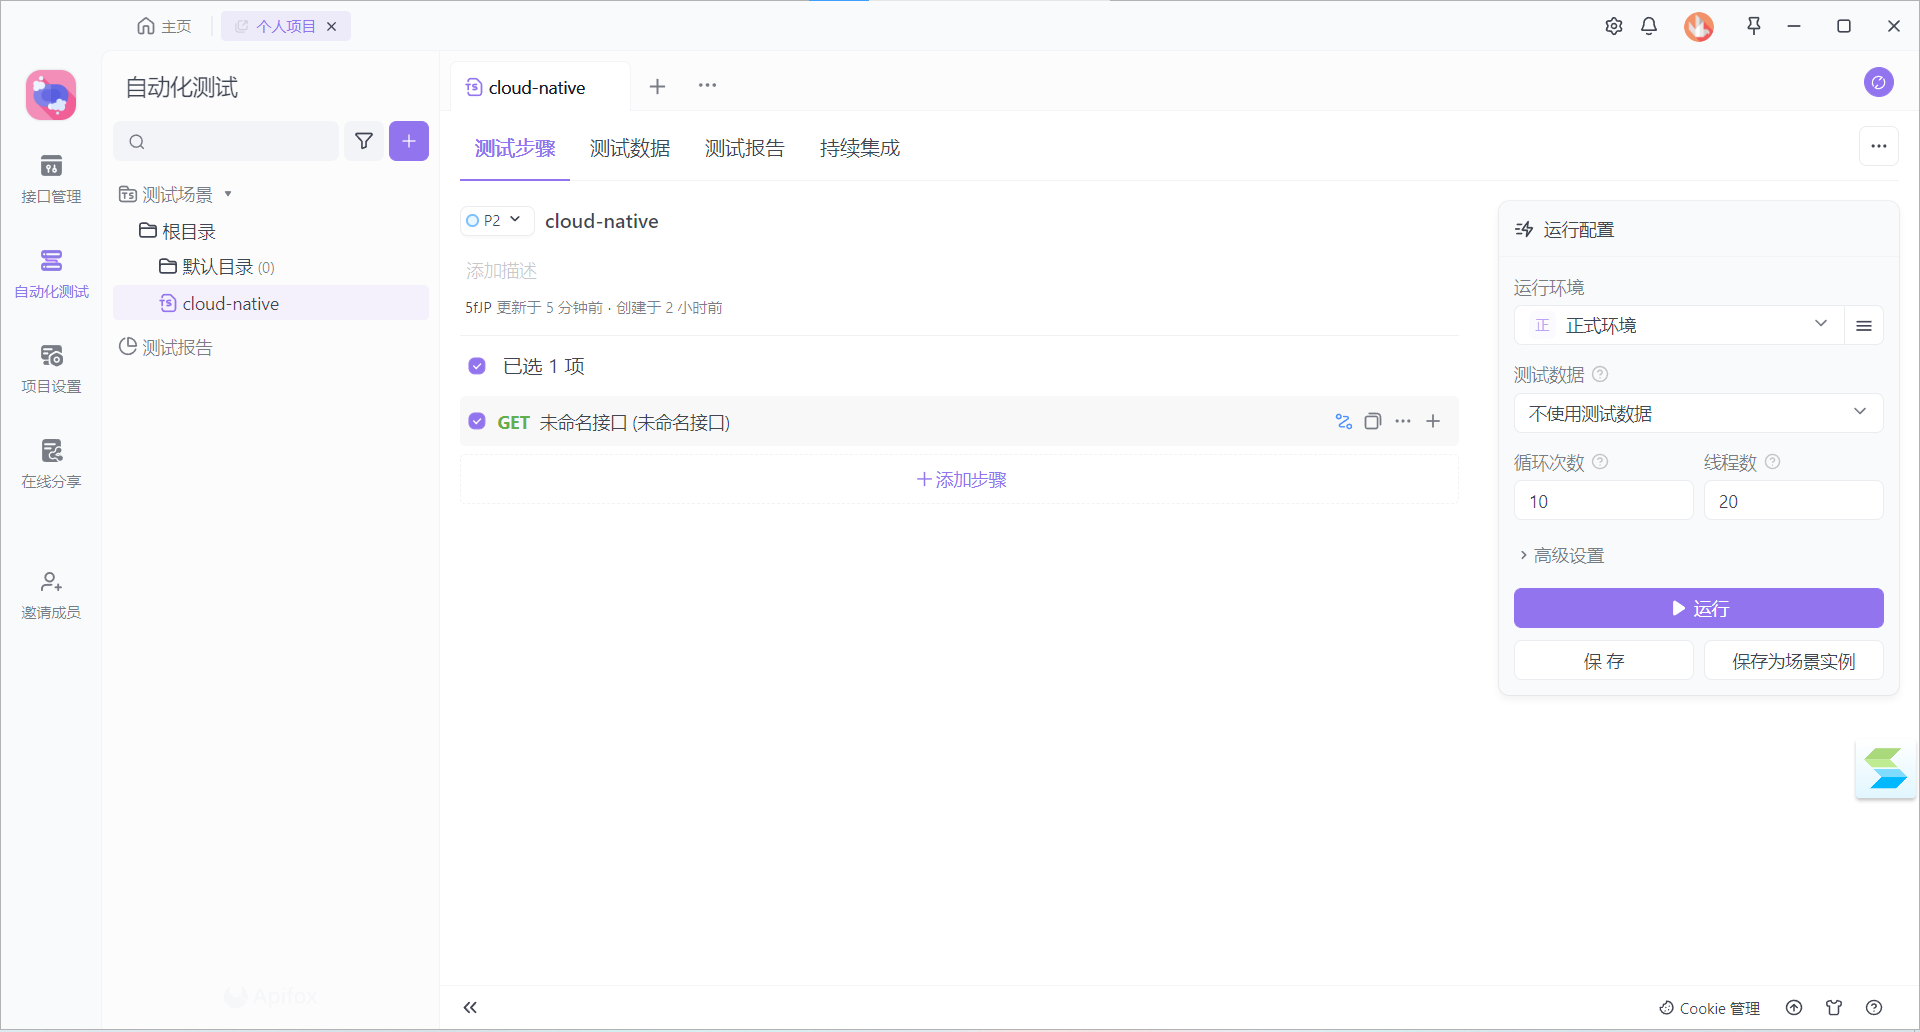 主页
个人项目
自动化测试
接口管理
自动化测试
项目设置
在线分享
邀请成员
测试场景
根目录
默认目录 (0)
cloud-native
测试报告
Apifox
cloud-native
测试步骤 测试数据 测试报告 持续集成
P2 cloud-native
添加描述
5fJP 更新于 5 分钟前 · 创建于 2 小时前
已选 1 项
GET 未命名接口 (未命名接口)
添加步骤
运行配置
运行环境
正 正式环境
测试数据
不使用测试数据
循环次数 线程数
10 20
高级设置
运行
保 存 保存为场景实例
Cookie 管理